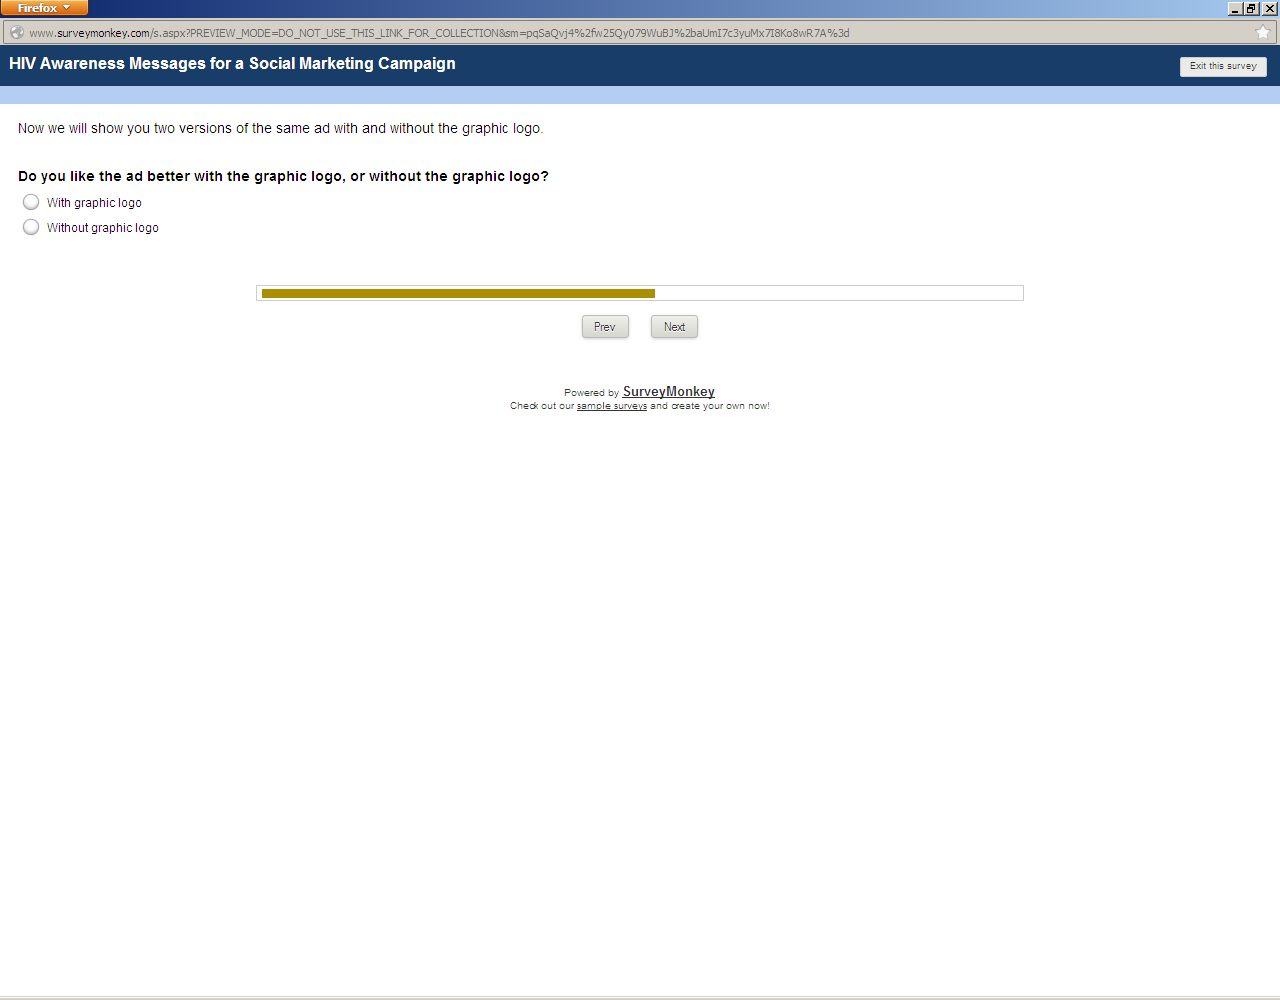 Firefox
www.surveymonkey.com/s.aspx?PREVIEW_MODE=DO_NOT_USE_THIS_LINK_FOR_COLLECTION&sm=pqSaQvj4%2fw25Qy079WuBJ%2baUmI7c3yuMx7I8Ko8wR7A%3d
HIV Awareness Messages for a Social Marketing Campaign
Exit this survey
Now we will show you two versions of the same ad with and without the graphic logo.
Do you like the ad better with the graphic logo, or without the graphic logo?
With graphic logo
Without graphic logo
Prev Next
Powered by SurveyMonkey
Check out our sample surveys and create your own now!